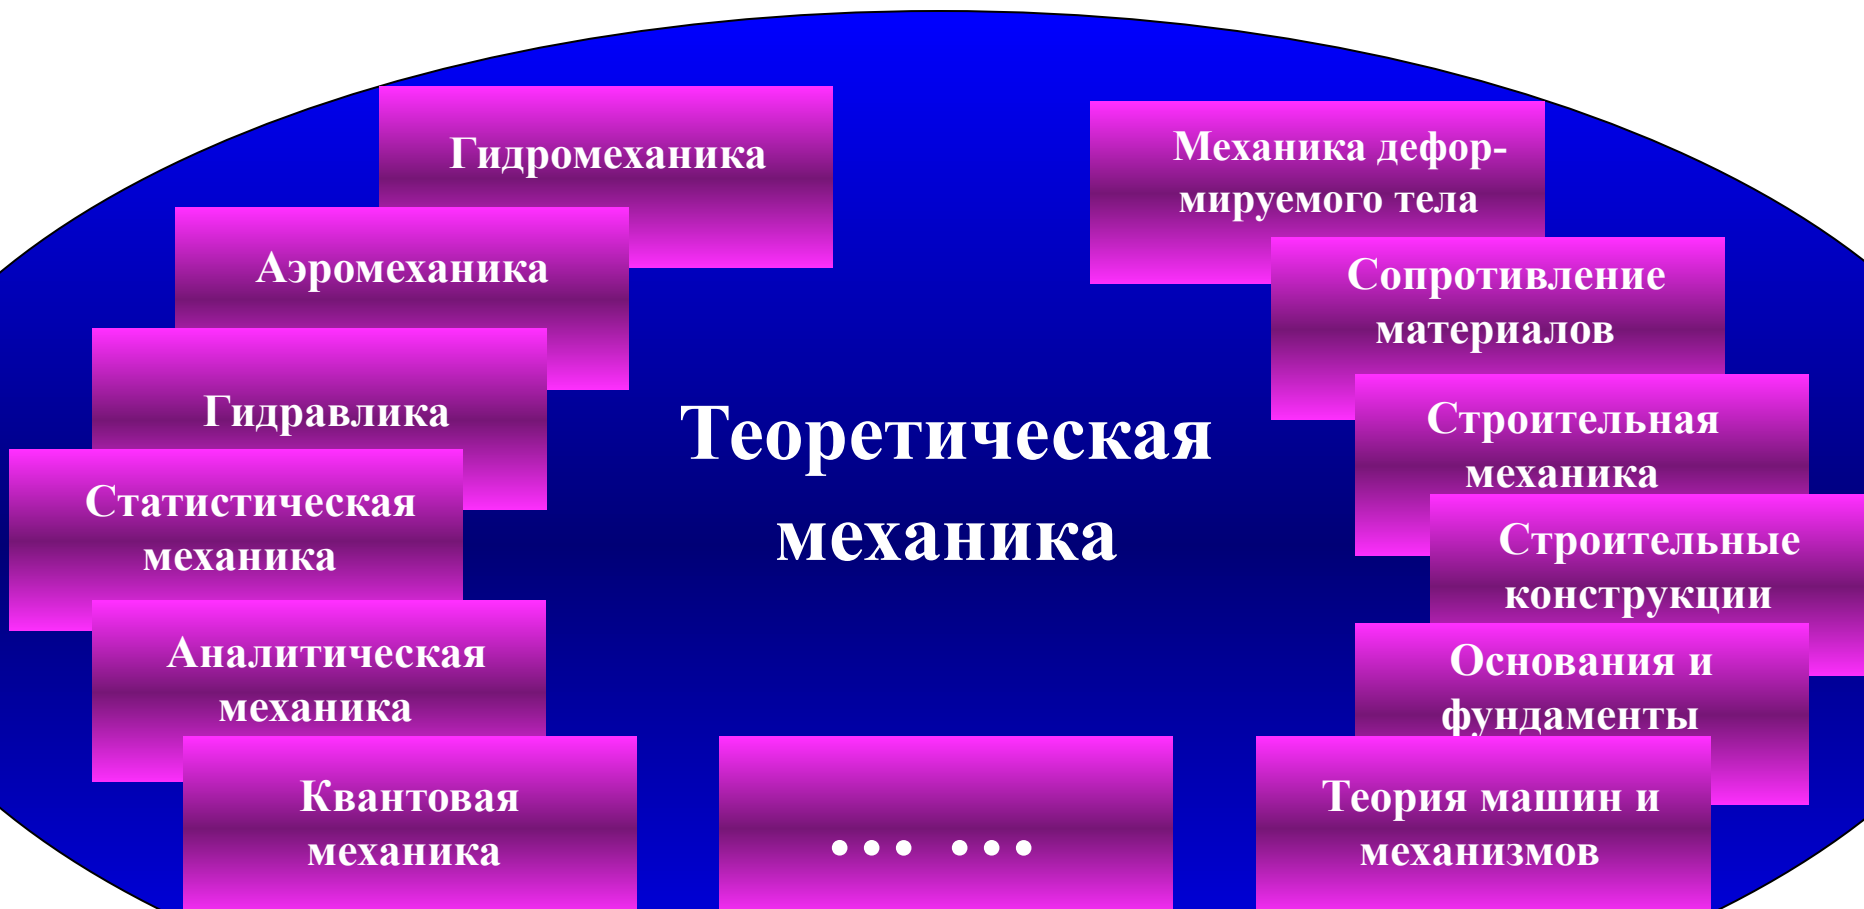 Гидромеханика
Механика дефор-
мируемого тела
Аэромеханика
Сопротивление
материалов
Гидравлика
Строительная
механика
Теоретическая
механика
Статистическая
механика
Строительные
конструкции
Аналитическая
механика
Основания и
фундаменты
Квантовая
механика
... ...
Теория машин и
механизмов